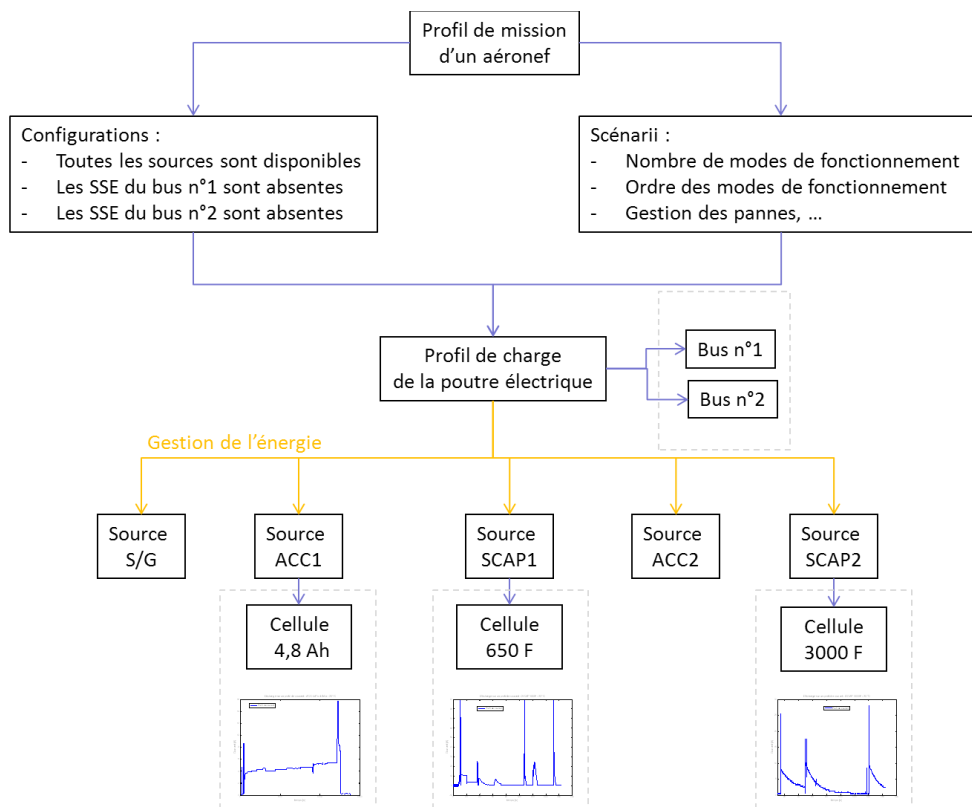 Profil de mission
d'un aéronef
Configurations :
- Toutes les sources sont disponibles
- Les SSE du bus n°1 sont absentes
- Les SSE du bus n°2 sont absentes
Scénarii :
- Nombre de modes de fonctionnement
- Ordre des modes de fonctionnement
- Gestion des pannes, ...
Profil de charge
de la poutre électrique
Bus n°1
Bus n°2
Gestion de l'énergie
Source
S/G
Source
ACC1
Source
SCAP1
Source
ACC2
Source
SCAP2
Cellule
4,8 Ah
Cellule
650 F
Cellule
3000 F